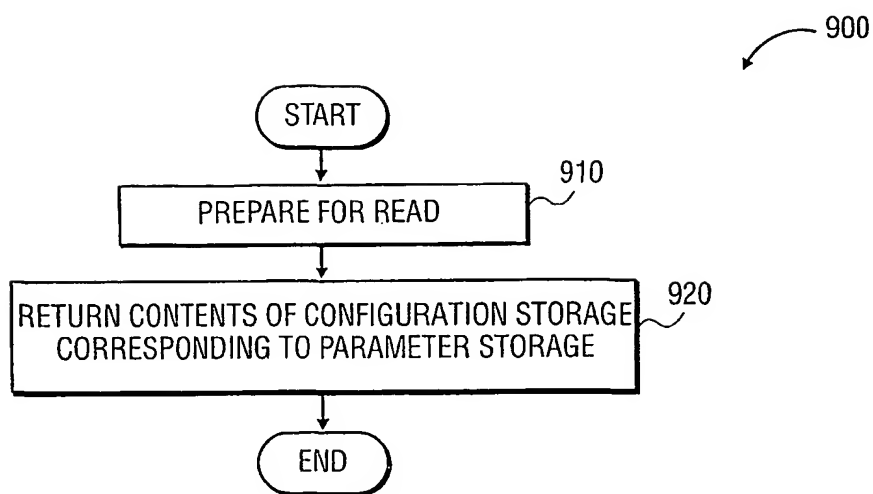 900
START
910
PREPARE FOR READ
920
RETURN CONTENTS OF CONFIGURATION STORAGE
CORRESPONDING TO PARAMETER STORAGE
END